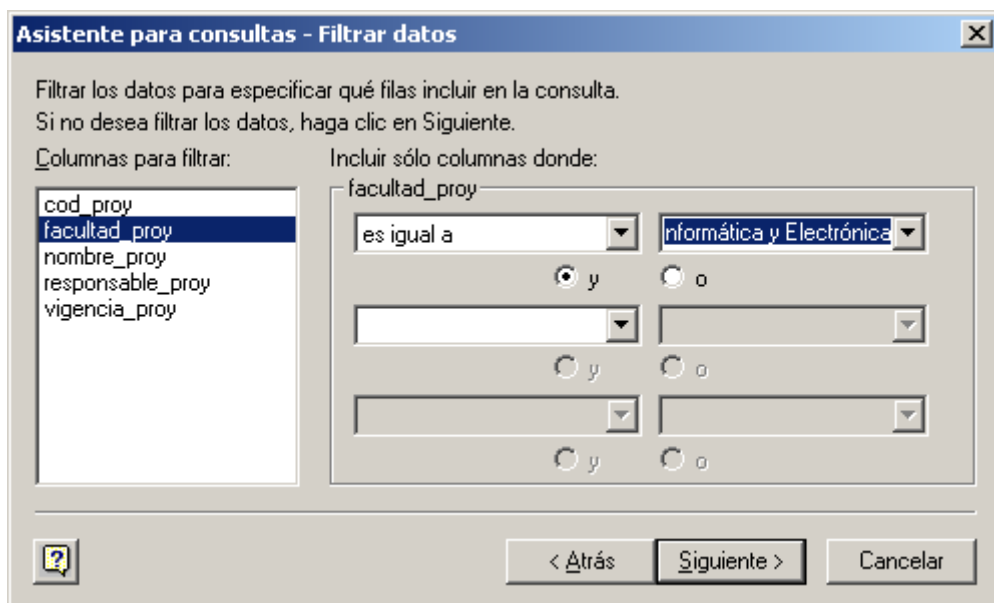 Asistente para consultas - Filtrar datos
Filtrar los datos para especificar qué filas incluir en la consulta.
Si no desea filtrar los datos, haga clic en Siguiente.
Columnas para filtrar:
Incluir sólo columnas donde:
cod_proy
facultad_proy
nombre_proy
responsable_proy
vigencia_proy
facultad_proy
es igual a
nformática y Electrónica
y
o
y
o
y
o
< Atrás
Siguiente >
Cancelar